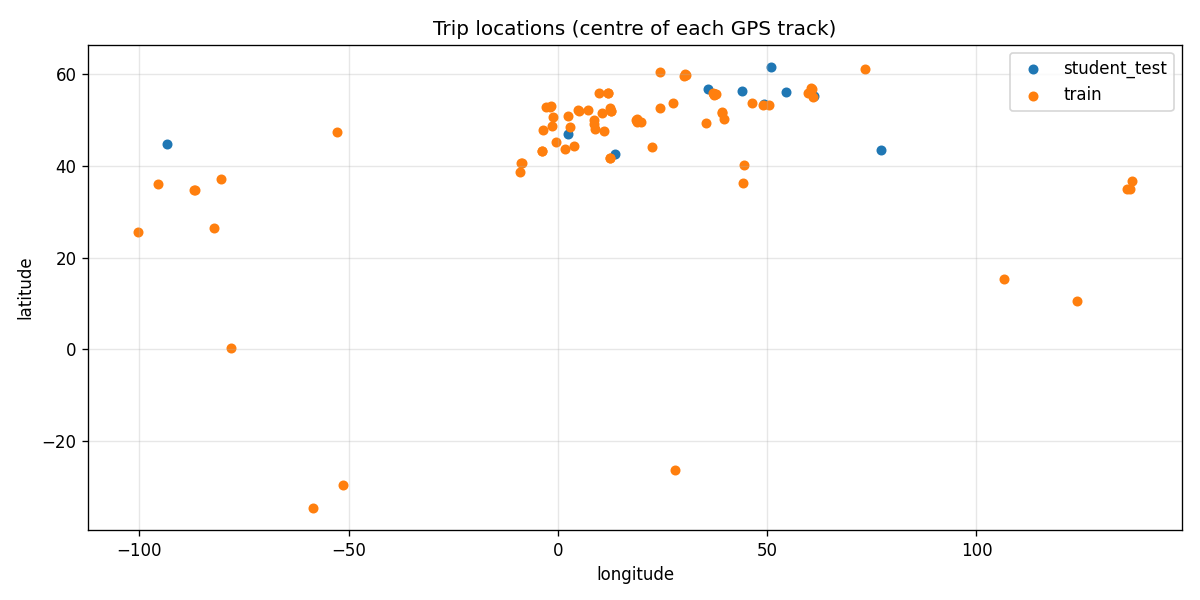 Trip locations (centre of each GPS track)
student_test
train
latitude
60
40
20
0
−20
−100
−50
0
50
100
longitude